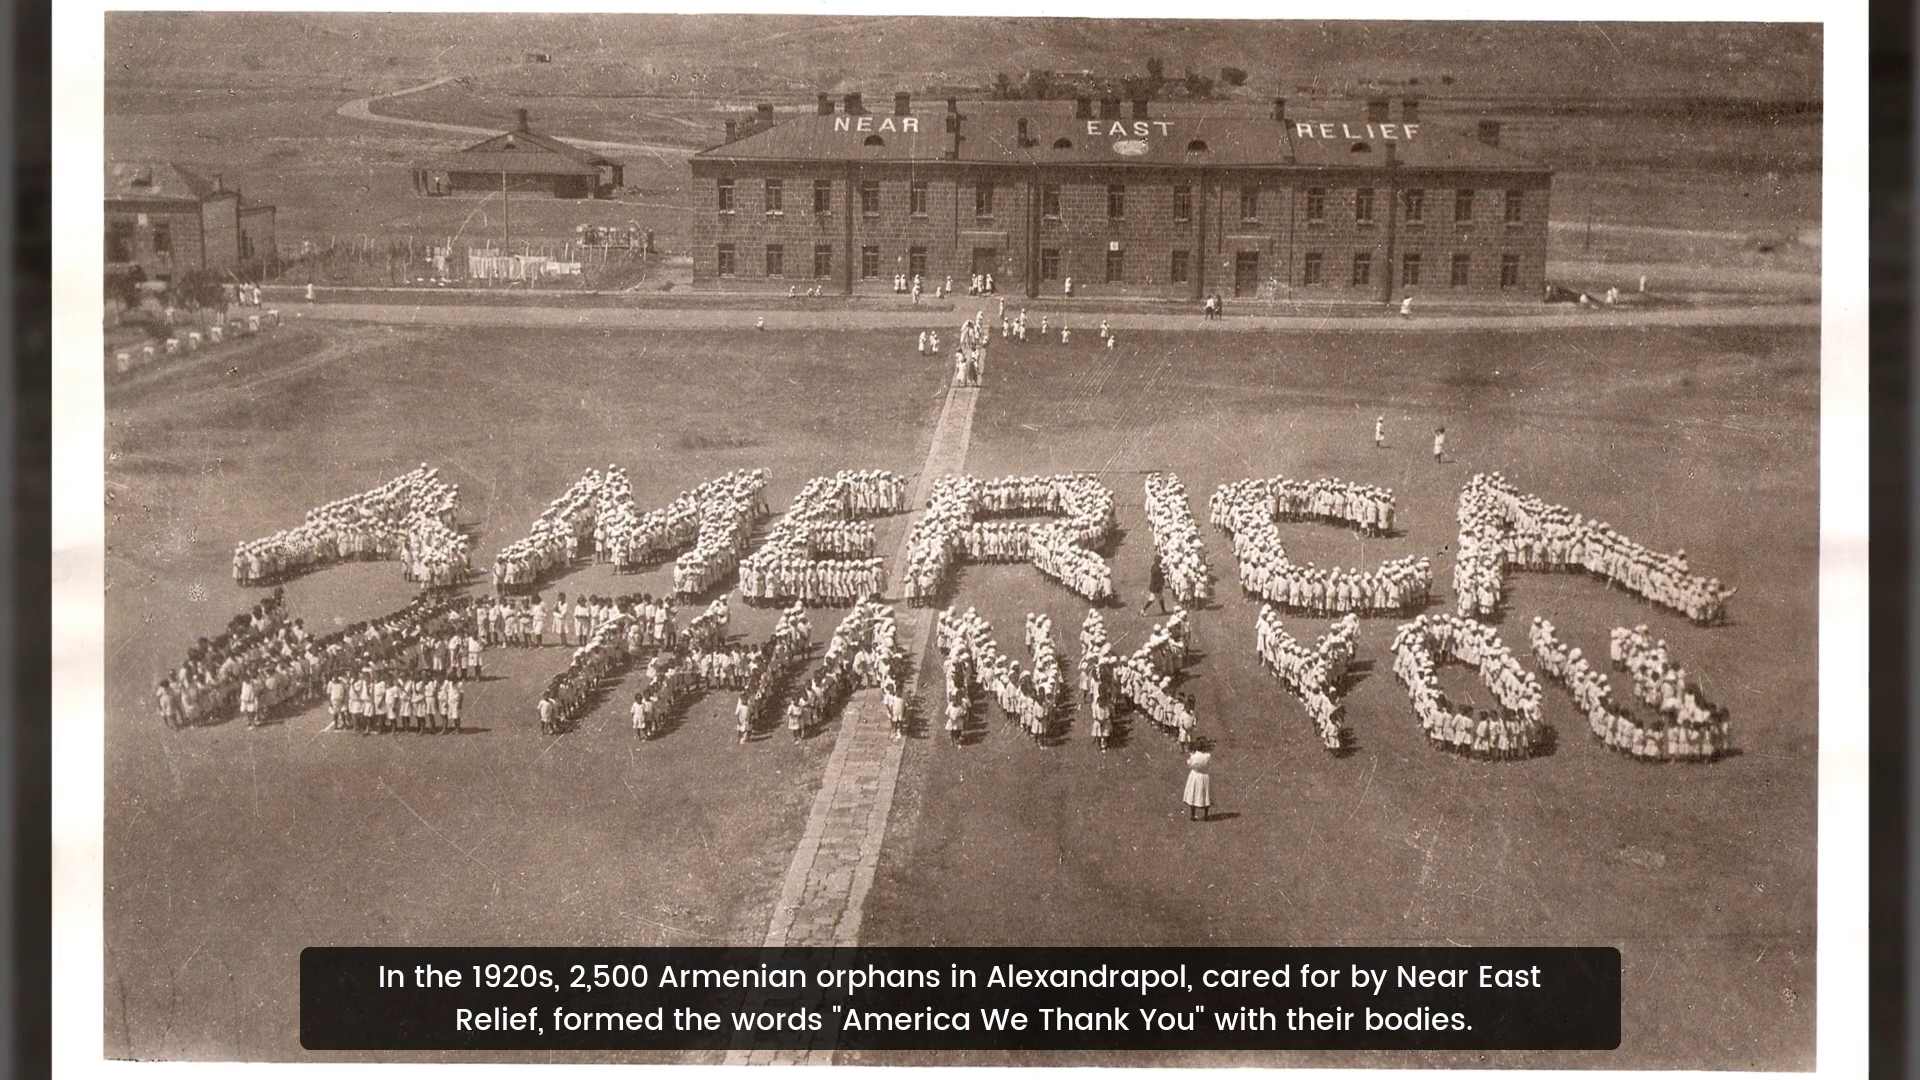 NEAR EAST RELIEF
AMERICA
WE THANK YOU
In the 1920s, 2,500 Armenian orphans in Alexandrapol, cared for by Near East
Relief, formed the words "America We Thank You" with their bodies.